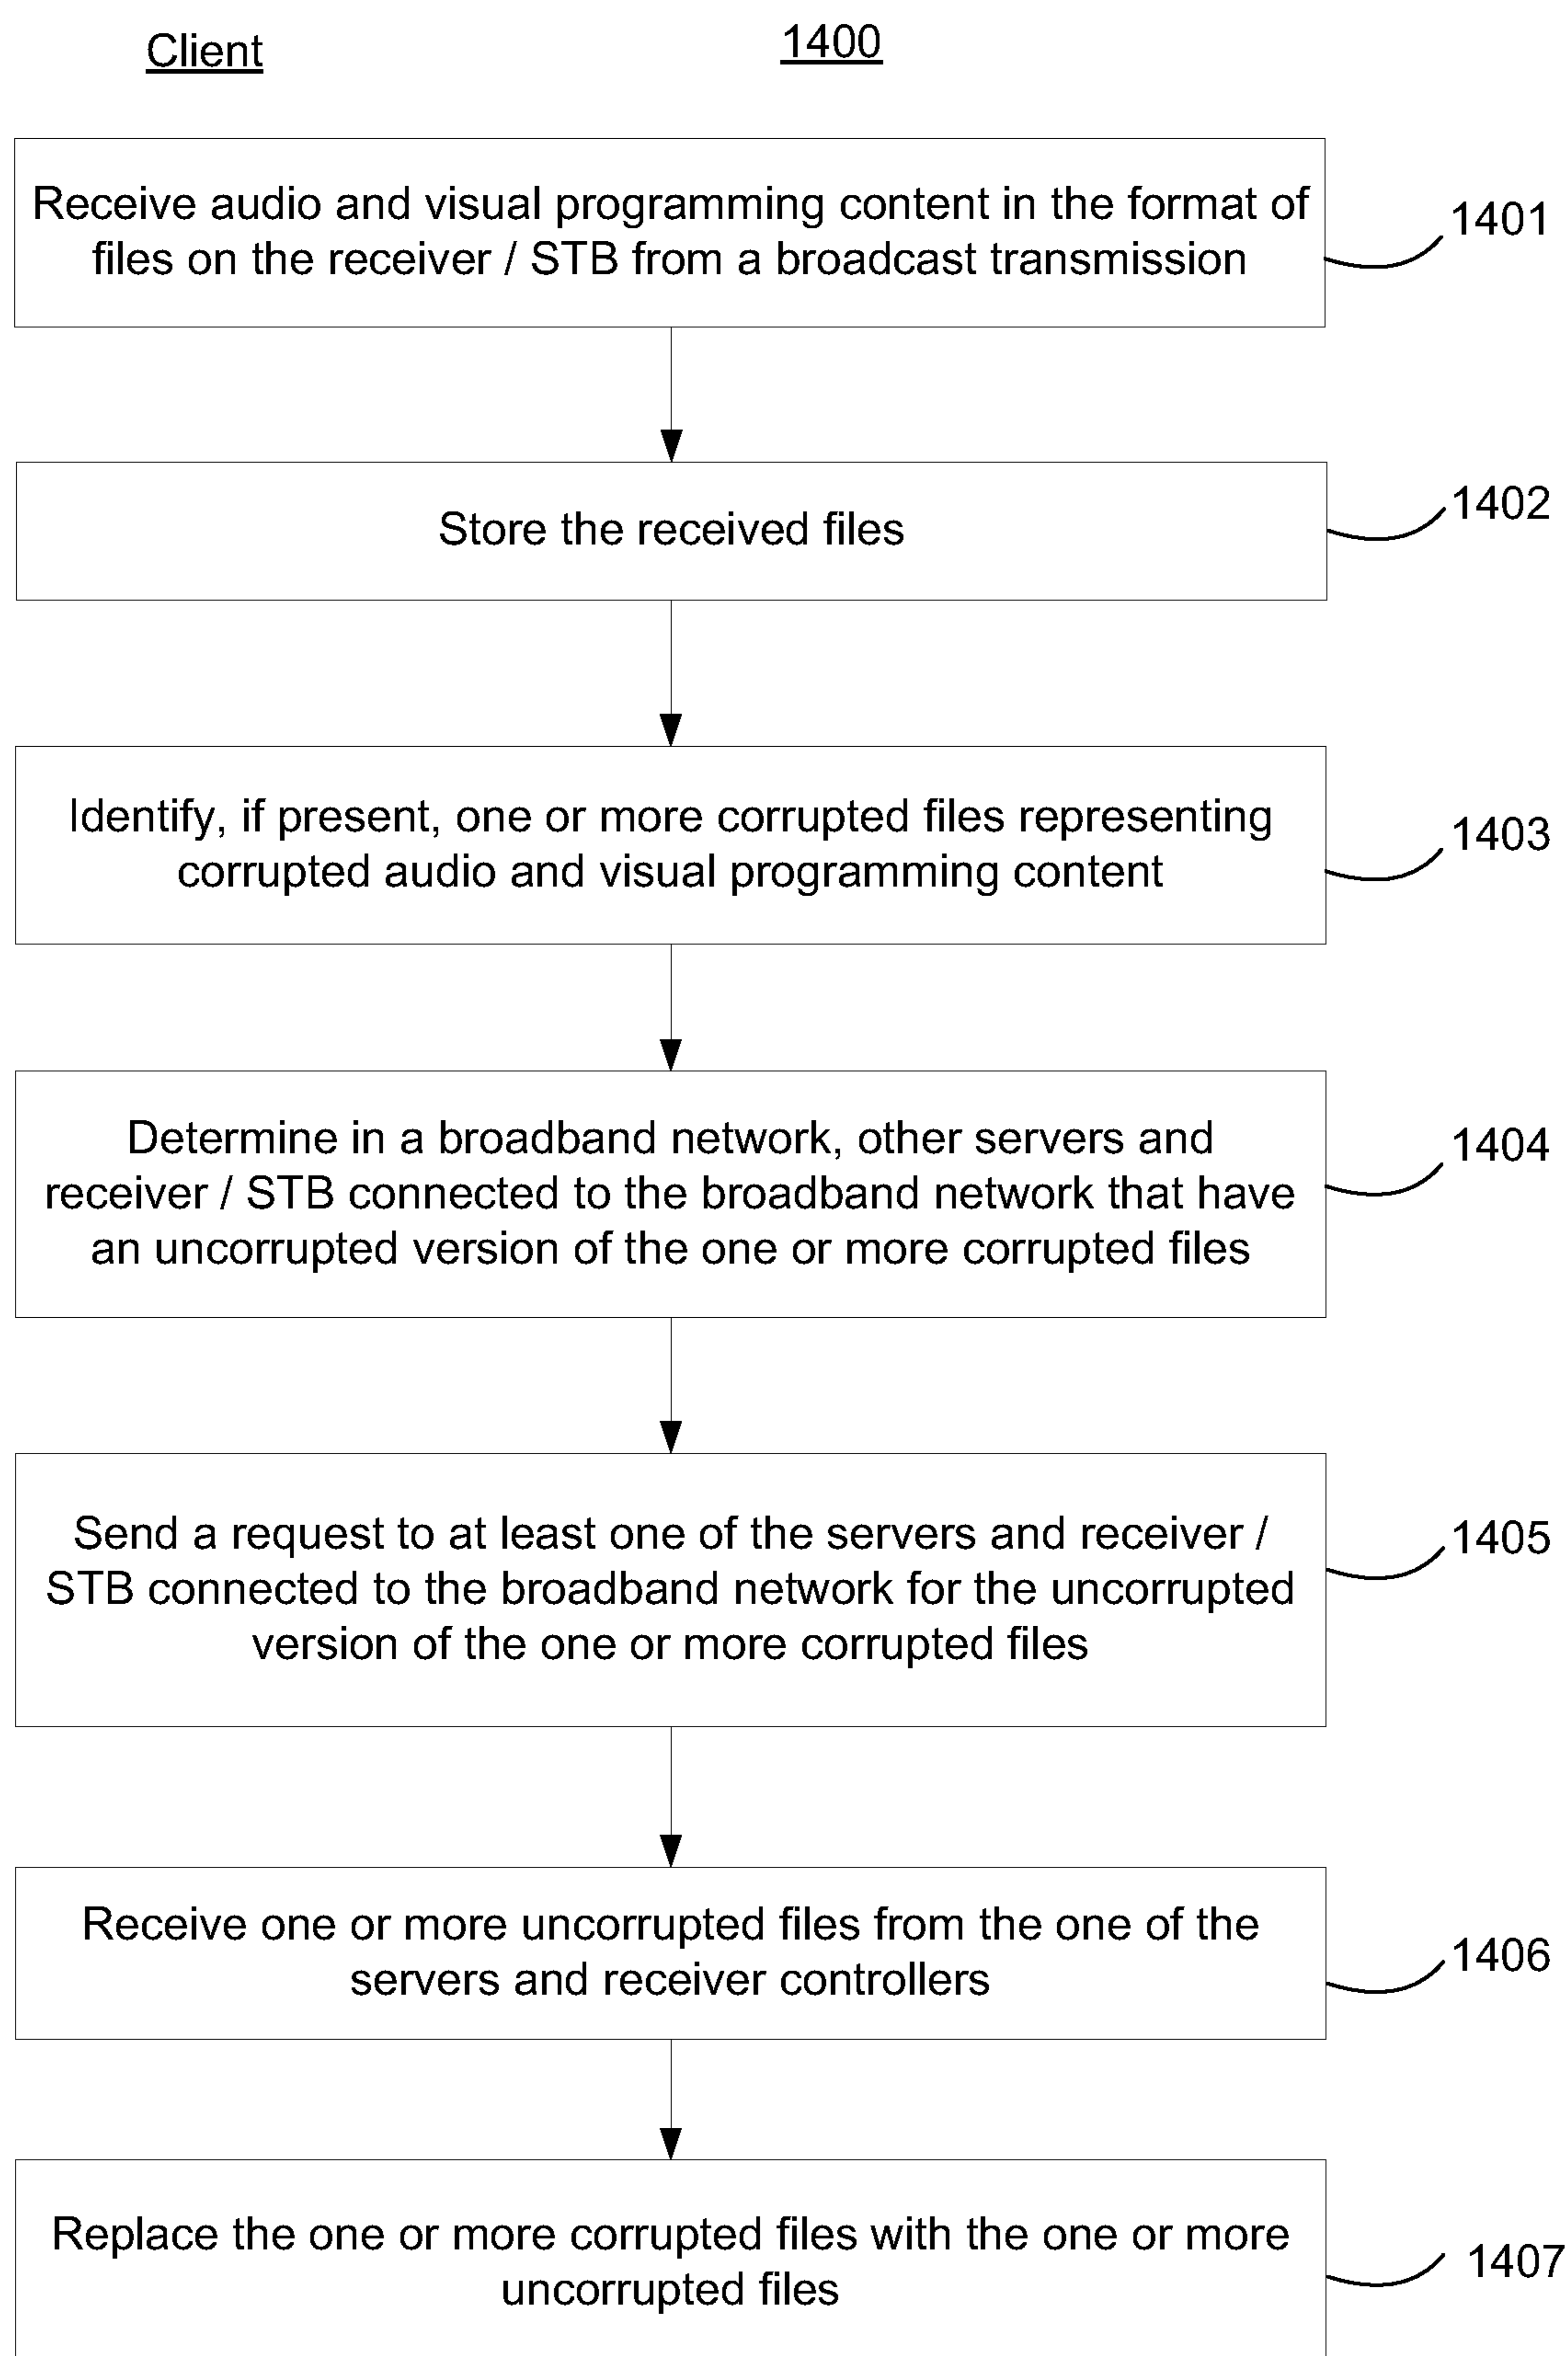 Client
1400
Receive audio and visual programming content in the format of
files on the receiver / STB from a broadcast transmission
1401
Store the received files
1402
Identify, if present, one or more corrupted files representing
corrupted audio and visual programming content
1403
Determine in a broadband network, other servers and
receiver / STB connected to the broadband network that have
an uncorrupted version of the one or more corrupted files
1404
Send a request to at least one of the servers and receiver /
STB connected to the broadband network for the uncorrupted
version of the one or more corrupted files
1405
Receive one or more uncorrupted files from the one of the
servers and receiver controllers
1406
Replace the one or more corrupted files with the one or more
uncorrupted files
1407